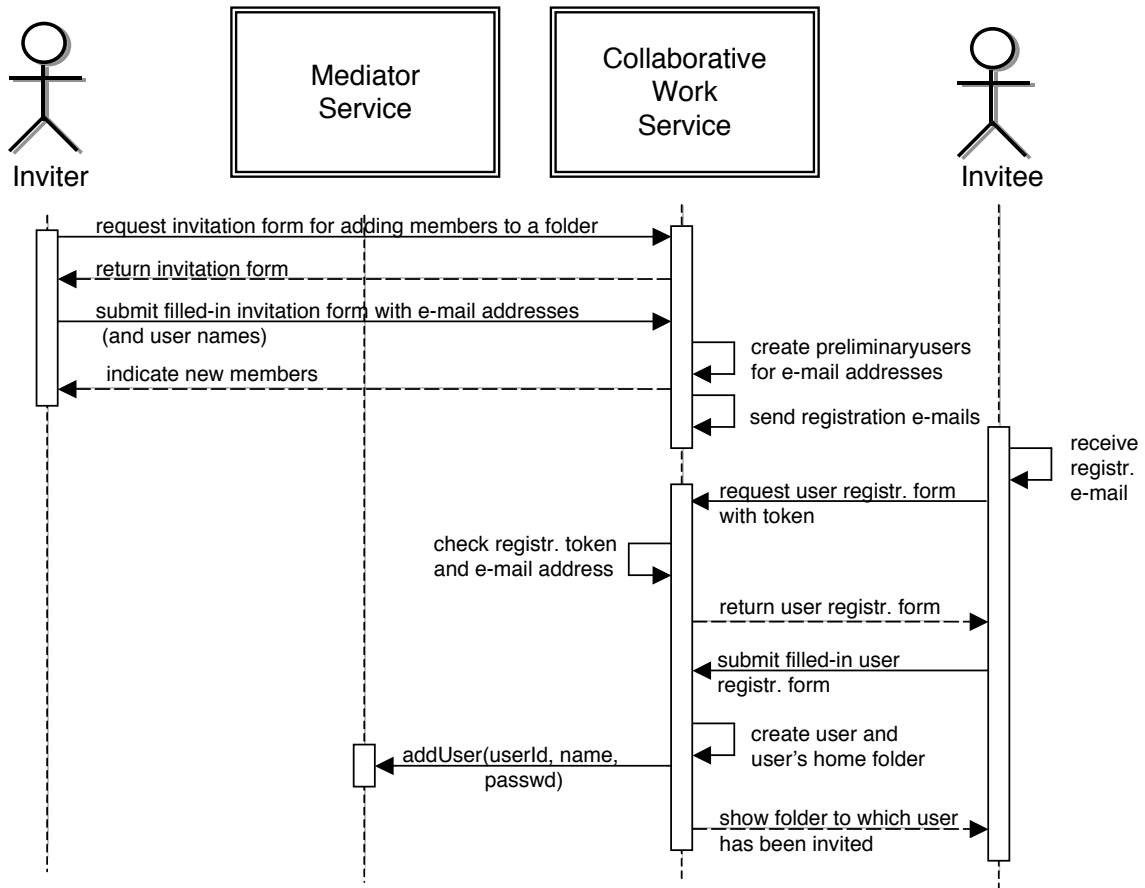 Mediator
Service
Collaborative
Work
Service
Inviter
Invitee
request invitation form for adding members to a folder
return invitation form
submit filled-in invitation form with e-mail addresses
(and user names)
create preliminaryusers
for e-mail addresses
indicate new members
send registration e-mails
receive
registr.
e-mail
request user registr. form
with token
check registr. token
and e-mail address
return user registr. form
submit filled-in user
registr. form
create user and
user's home folder
addUser(userId, name,
passwd)
show folder to which user
has been invited